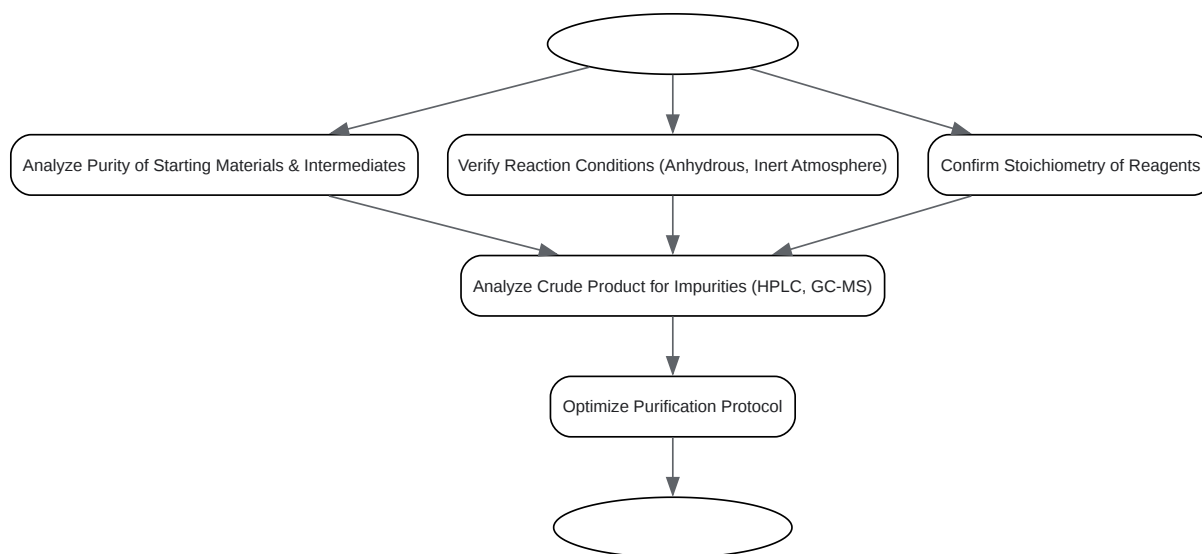 Analyze Purity of Starting Materials & Intermediates
Verify Reaction Conditions (Anhydrous, Inert Atmosphere)
Confirm Stoichiometry of Reagents
Analyze Crude Product for Impurities (HPLC, GC-MS)
Optimize Purification Protocol